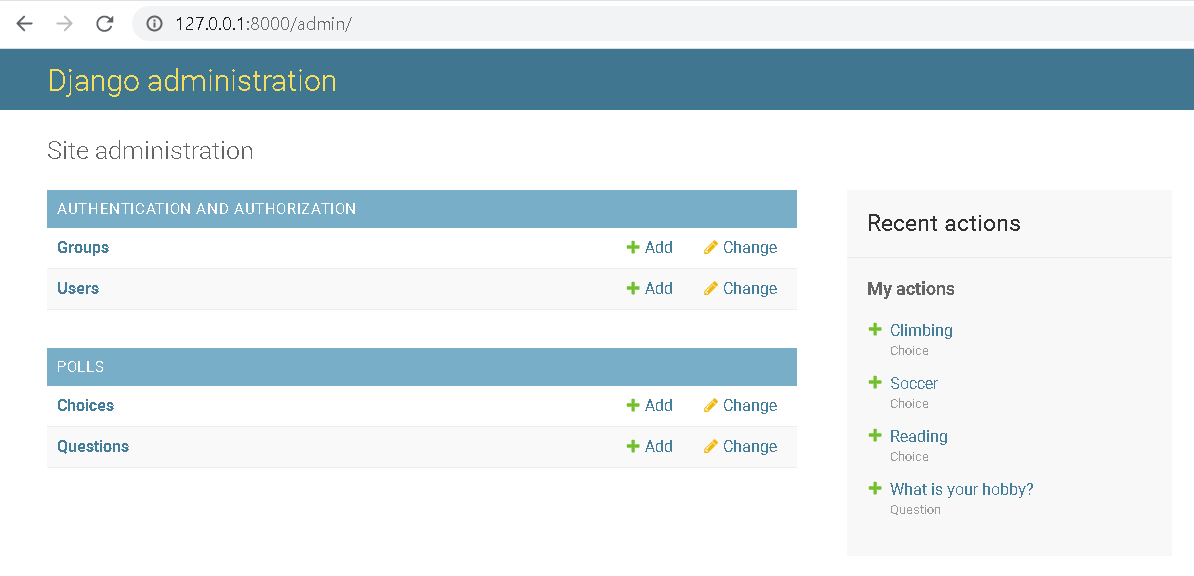 127.0.0.1:8000/admin/
Django administration
Site administration
AUTHENTICATION AND AUTHORIZATION
Groups Add Change
Users Add Change
POLLS
Choices Add Change
Questions Add Change
Recent actions
My actions
Climbing
Choice
Soccer
Choice
Reading
Choice
What is your hobby?
Question